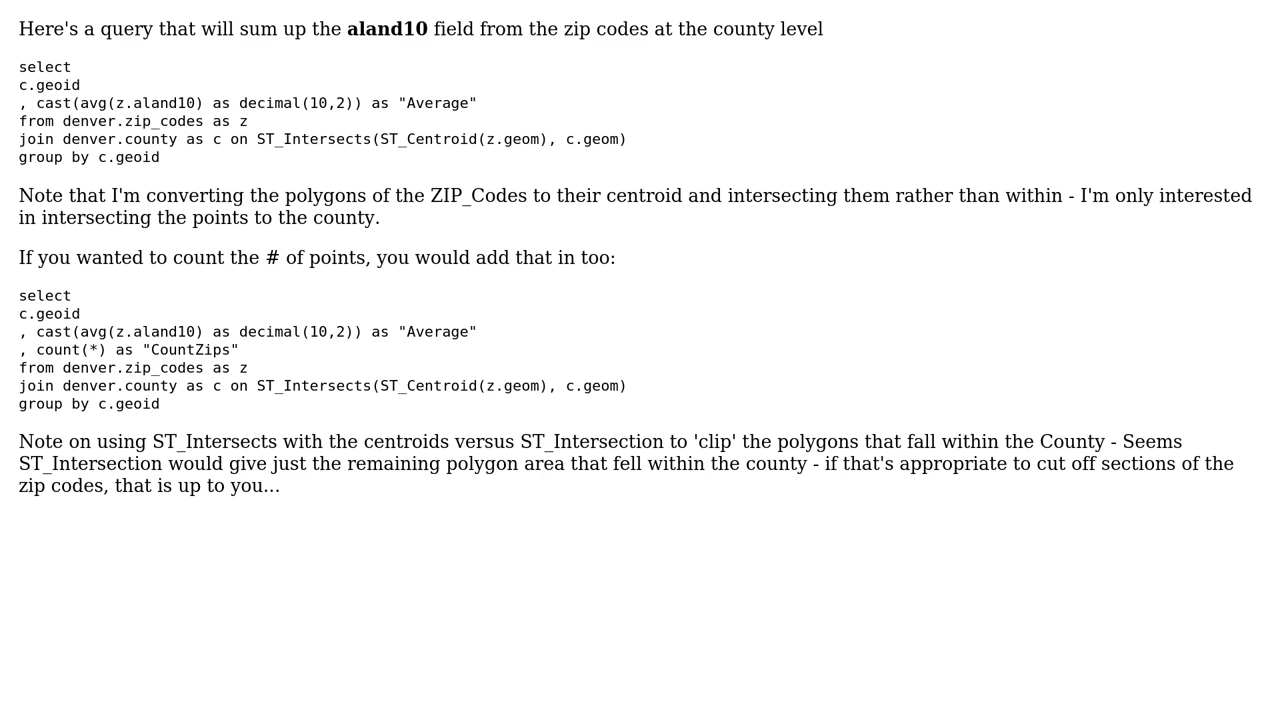 Here's a query that will sum up the aland10 field from the zip codes at the county level
select
c.geoid
, cast(avg(z.aland10) as decimal(10,2)) as "Average"
from denver.zip_codes as z
join denver.county as c on ST_Intersects(ST_Centroid(z.geom), c.geom)
group by c.geoid
Note that I'm converting the polygons of the ZIP_Codes to their centroid and intersecting them rather than within - I'm only interested
in intersecting the points to the county.
If you wanted to count the # of points, you would add that in too:
select
c.geoid
, cast(avg(z.aland10) as decimal(10,2)) as "Average"
, count(*) as "CountZips"
from denver.zip_codes as z
join denver.county as c on ST_Intersects(ST_Centroid(z.geom), c.geom)
group by c.geoid
Note on using ST_Intersects with the centroids versus ST_Intersection to 'clip' the polygons that fall within the County - Seems
ST_Intersection would give just the remaining polygon area that fell within the county - if that's appropriate to cut off sections of the
zip codes, that is up to you...